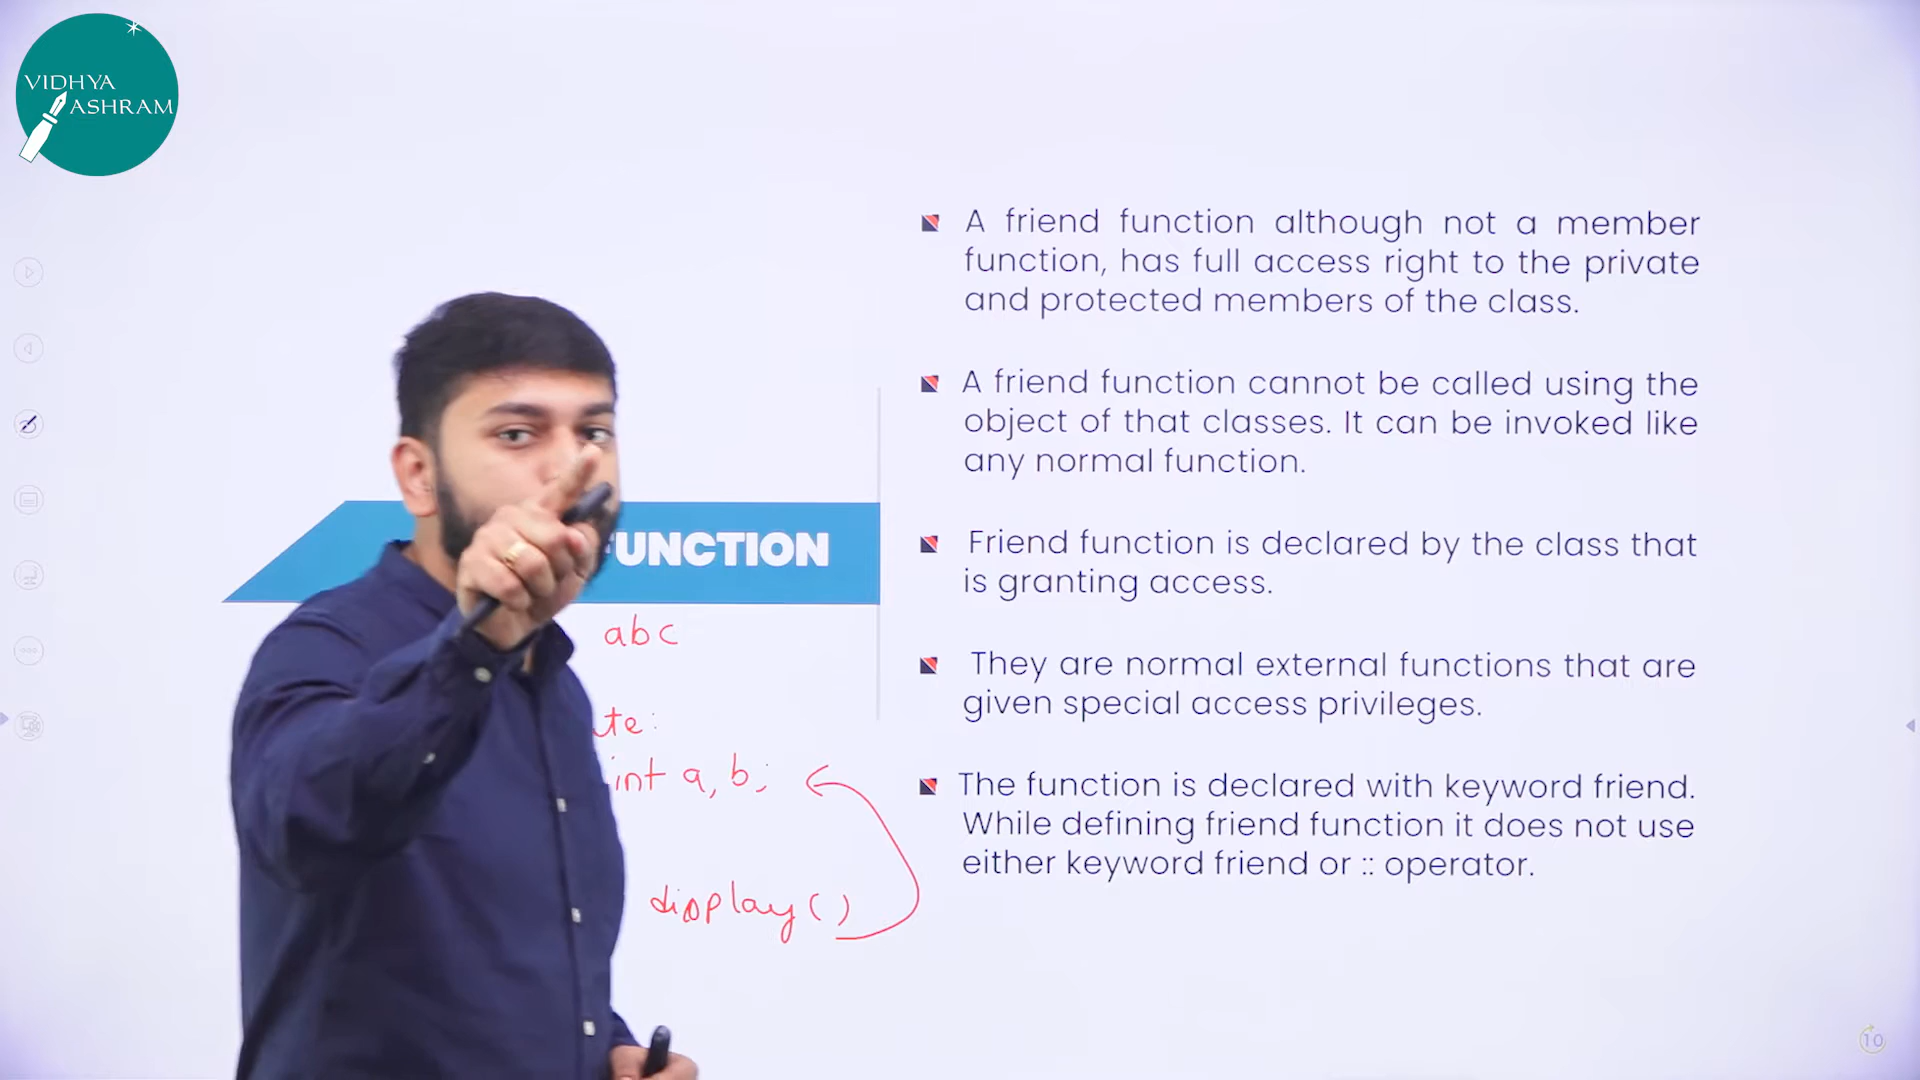 VIDHYA
ASHRAM
A friend function although not a member
function, has full access right to the private
and protected members of the class.
A friend function cannot be called using the
object of that classes. It can be invoked like
any normal function.
Friend function is declared by the class that
is granting access.
They are normal external functions that are
given special access privileges.
The function is declared with keyword friend.
While defining friend function it does not use
either keyword friend or :: operator.
FUNCTION
abc
te:
int a, b;
display()
10